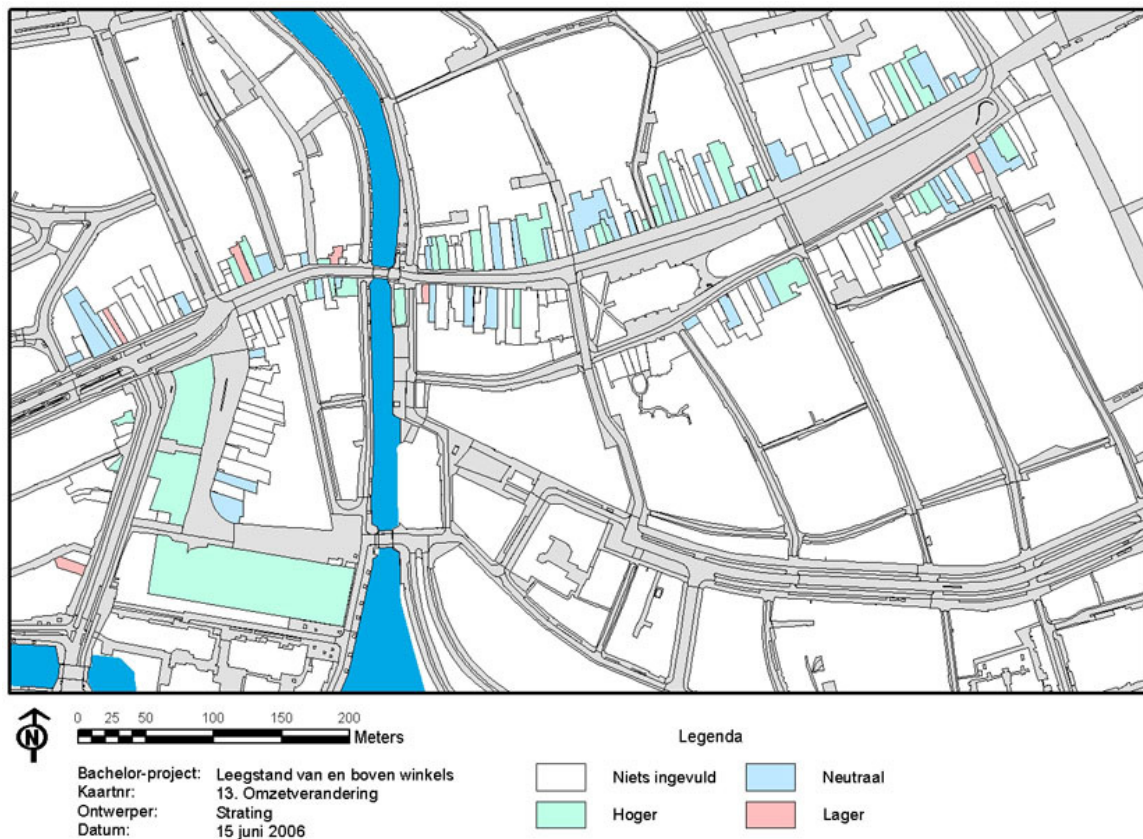 N
0 25 50 100 150 200
Meters
Bachelor-project: Leegstand van en boven winkels
Kaartnr: 13. Omzetverandering
Ontwerper: Strating
Datum: 15 juni 2006
Legenda
Niets ingevuld
Neutraal
Hoger
Lager